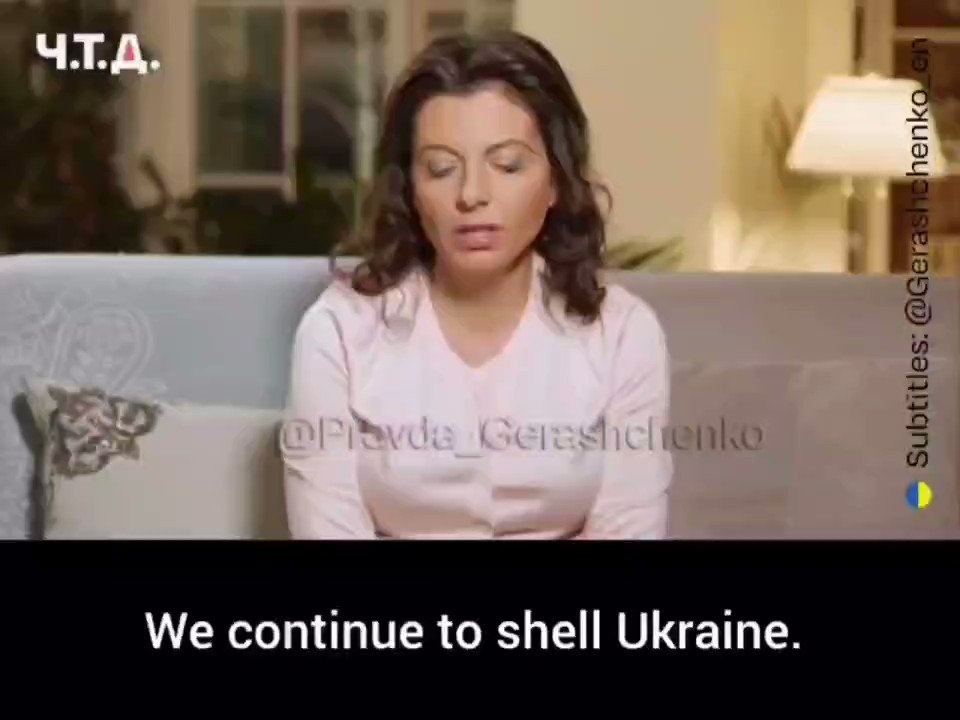 Ч.Т.Д.
Subtitles: @Gerashchenko_en
@Pravda_Gerashchenko
We continue to shell Ukraine.